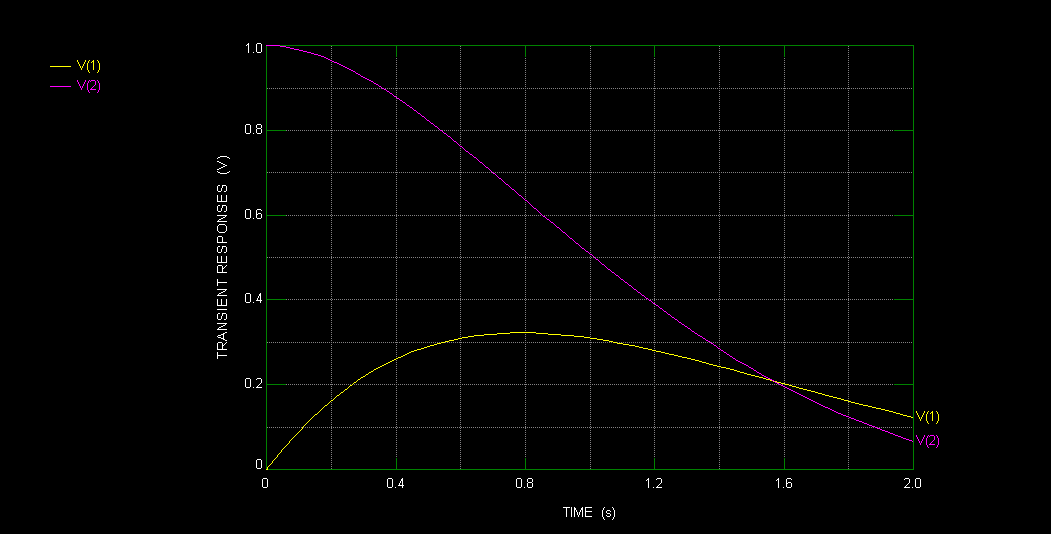 V(1)
V(2)
TRANSIENT RESPONSES (V)
1.0
0.8
0.6
0.4
0.2
0
V(1)
V(2)
0 0.4 0.8 1.2 1.6 2.0
TIME (s)